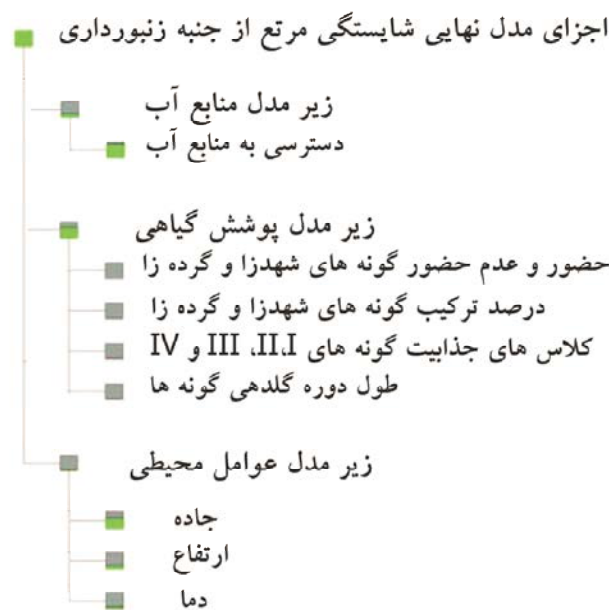 اجزای مدل نهایی شایستگی مرتع از جنبه زنبورداری
زیر مدل منابع آب
دسترسی به منابع آب
زیر مدل پوشش گیاهی
حضور و عدم حضور گونه های شهدزا و گرده زا
درصد ترکیب گونه های شهدزا و گرده زا
کلاس های جذابیت گونه های II،I، III و IV
طول دوره گلدهی گونه ها
زیر مدل عوامل محیطی
جاده
ارتفاع
دما